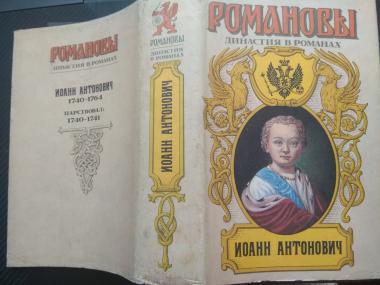 РОМАНОВЫ
ДИНАСТИЯ В РОМАНАХ
ИОАНН АНТОНОВИЧ
1740-1764
ЦАРСТВОВАЛ:
1740-1741
РОМАНОВЫ
ДИНАСТИЯ
В РОМАНАХ
ИОАНН АНТОНОВИЧ
РОМАНОВЫ
ДИНАСТИЯ В РОМАНАХ
ИОАНН АНТОНОВИЧ